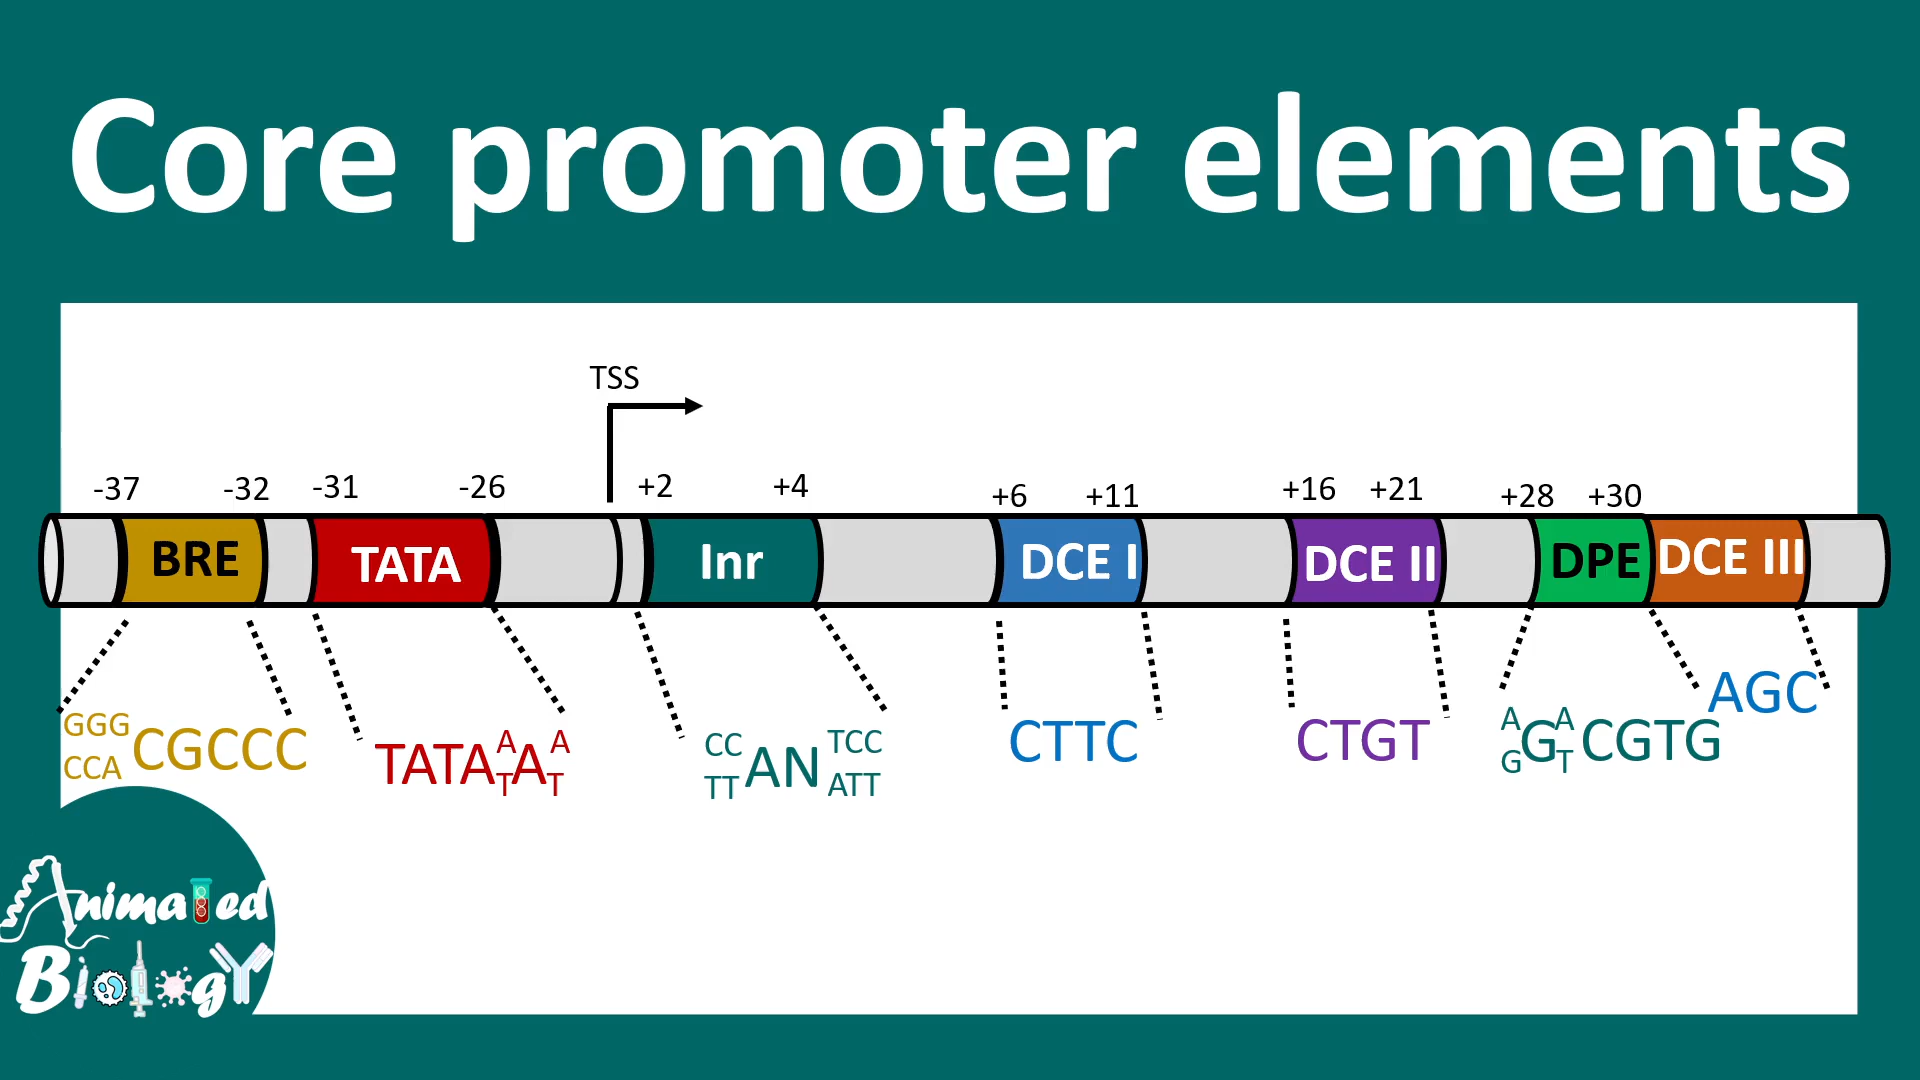 Core promoter elements
TSS
-37 -32 -31 -26 +2 +4 +6 +11 +16 +21 +28 +30
BRE TATA Inr DCE I DCE II DPE DCE III
AGC
GGG CCA CGCCC
TATA A T A A T
CC TT AN TCC ATT
CTTC
CTGT
A G G A T CGTG
Animated
Biology